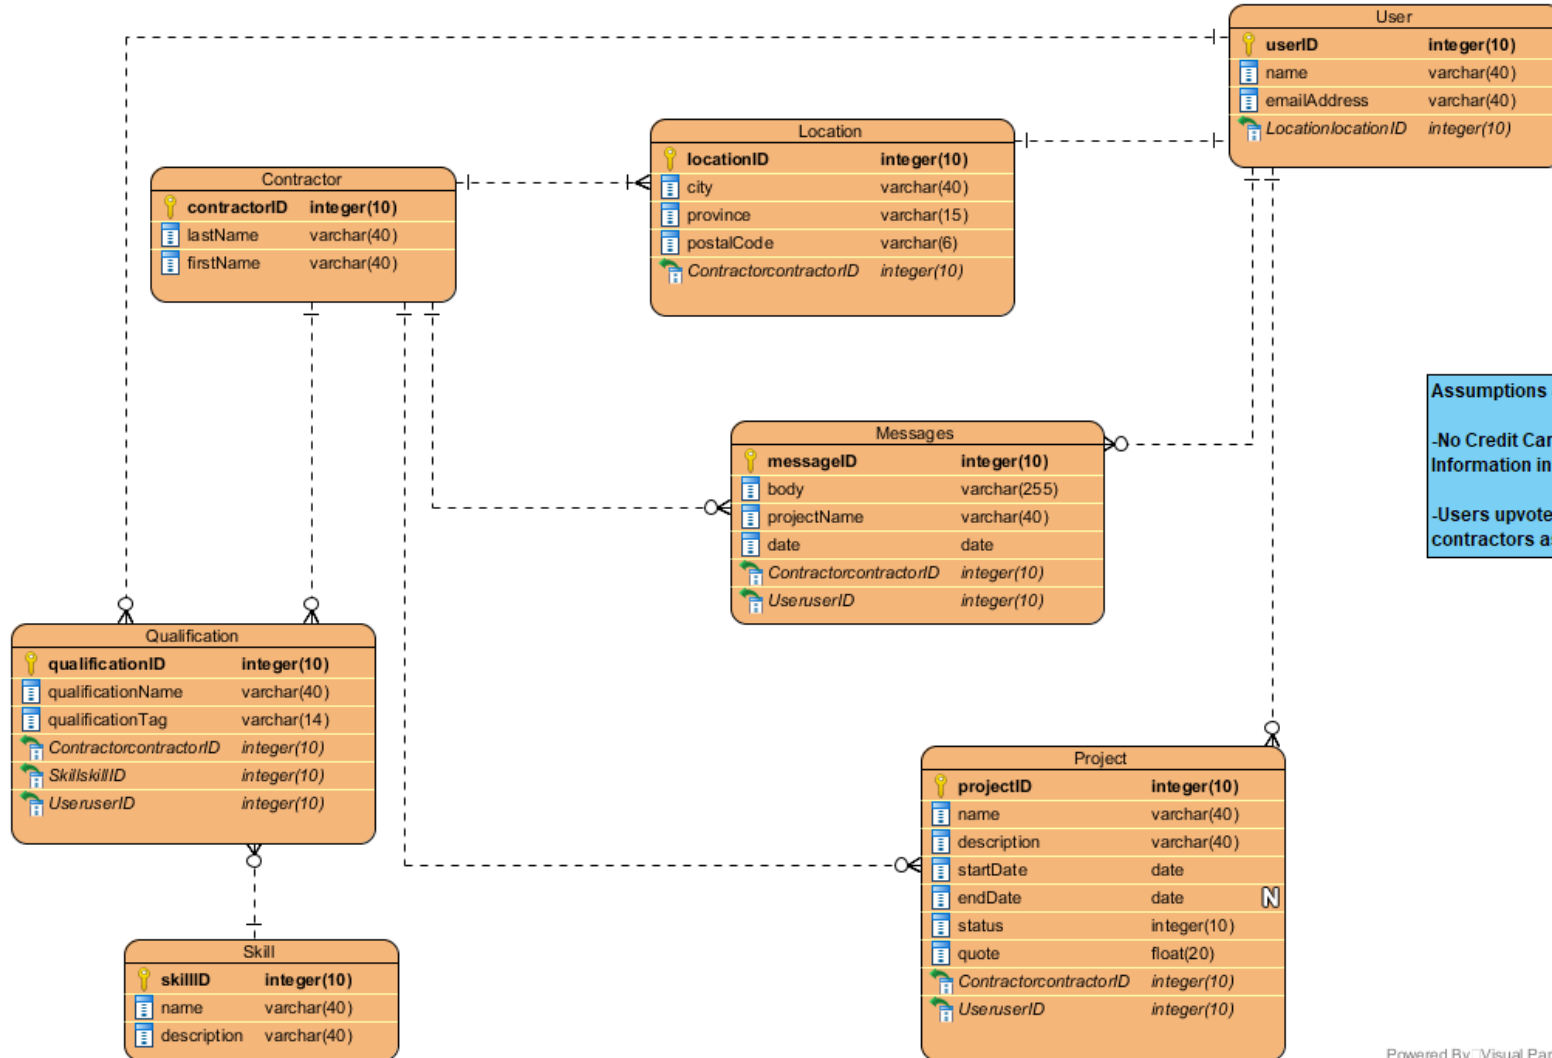 User
userID integer(10)
name varchar(40)
emailAddress varchar(40)
LocationlocationID integer(10)
Location
locationID integer(10)
city varchar(40)
province varchar(15)
postalCode varchar(6)
ContractorcontractorID integer(10)
Contractor
contractorID integer(10)
lastName varchar(40)
firstName varchar(40)
Assumptions
-No Credit Car
Information in
-Users upvote
contractors as
Messages
messageID integer(10)
body varchar(255)
projectName varchar(40)
date date
ContractorcontractorID integer(10)
UseruserID integer(10)
Qualification
qualificationID integer(10)
qualificationName varchar(40)
qualificationTag varchar(14)
ContractorcontractorID integer(10)
SkillskillID integer(10)
UseruserID integer(10)
Project
projectID integer(10)
name varchar(40)
description varchar(40)
startDate date
endDate date N
status integer(10)
quote float(20)
ContractorcontractorID integer(10)
UseruserID integer(10)
Skill
skillID integer(10)
name varchar(40)
description varchar(40)
Powered By Visual Par